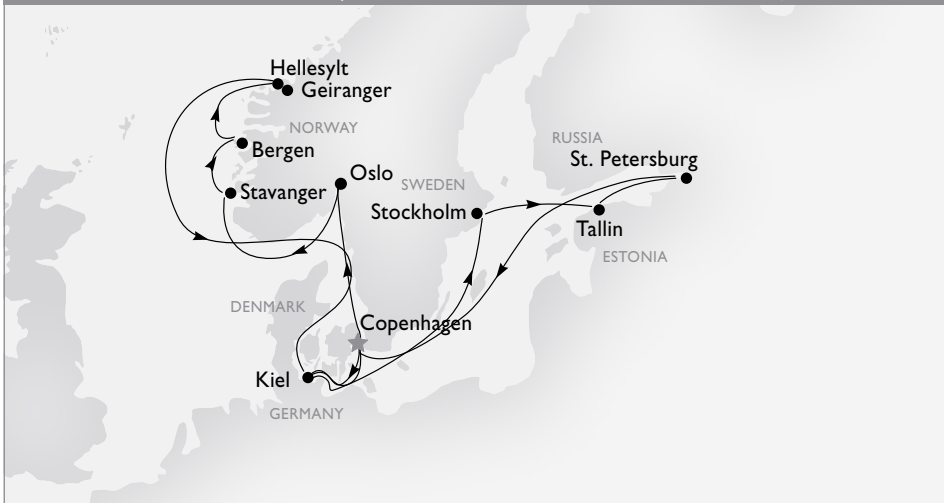 Hellesylt
Geiranger
NORWAY
RUSSIA
Bergen
St. Petersburg
Oslo
SWEDEN
Stavanger
Stockholm
Tallin
ESTONIA
DENMARK
Copenhagen
Kiel
GERMANY